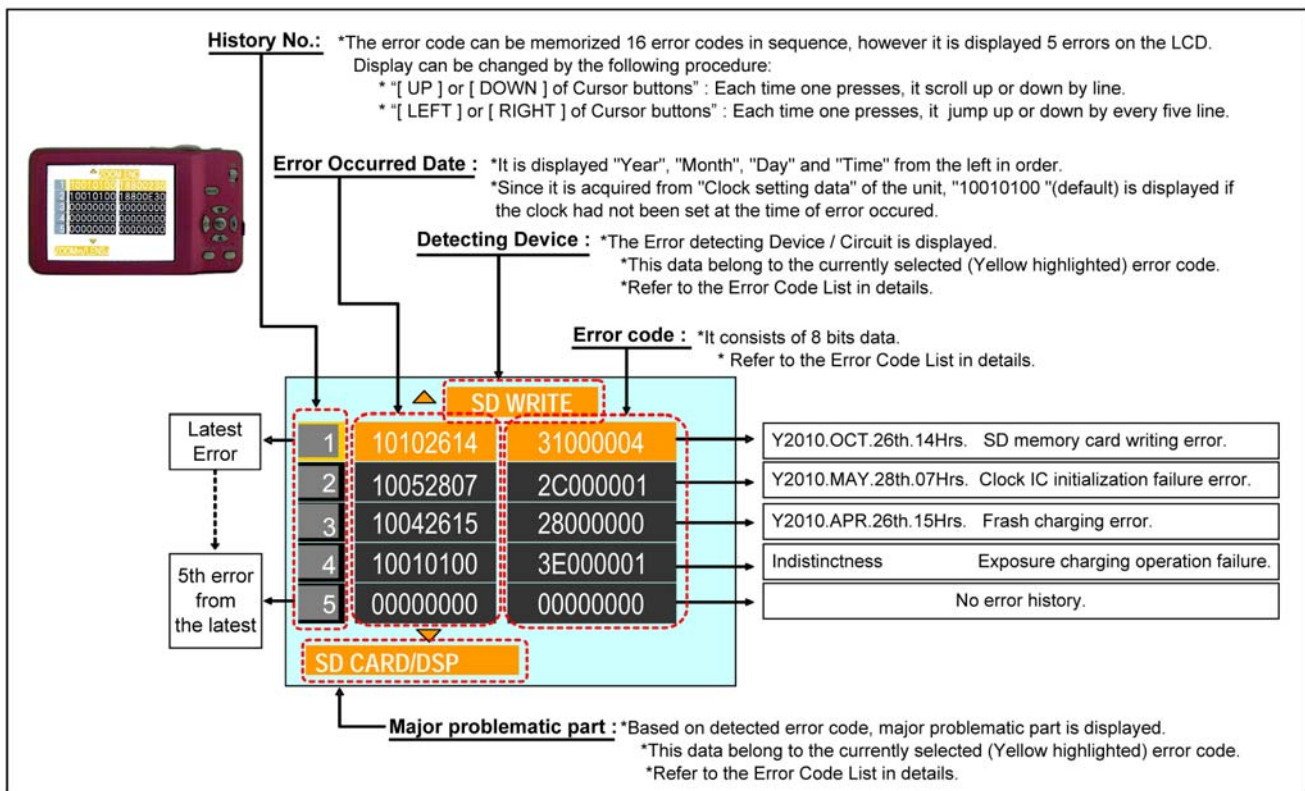 History No.: *The error code can be memorized 16 error codes in sequence, however it is displayed 5 errors on the LCD.
Display can be changed by the following procedure:
* "[ UP ] or [ DOWN ] of Cursor buttons" : Each time one presses, it scroll up or down by line.
* "[ LEFT ] or [ RIGHT ] of Cursor buttons" : Each time one presses, it jump up or down by every five line.
Error Occurred Date : *It is displayed "Year", "Month", "Day" and "Time" from the left in order.
*Since it is acquired from "Clock setting data" of the unit, "10010100 "(default) is displayed if
the clock had not been set at the time of error occured.
Detecting Device : *The Error detecting Device / Circuit is displayed.
*This data belong to the currently selected (Yellow highlighted) error code.
*Refer to the Error Code List in details.
Error code : *It consists of 8 bits data.
* Refer to the Error Code List in details.
SD WRITE
Latest
Error
1 10102614 31000004 Y2010.OCT.26th.14Hrs. SD memory card writing error.
2 10052807 2C000001 Y2010.MAY.28th.07Hrs. Clock IC initialization failure error.
3 10042615 28000000 Y2010.APR.26th.15Hrs. Frash charging error.
4 10010100 3E000001 Indistinctness Exposure charging operation failure.
5 00000000 00000000 No error history.
5th error
from
the latest
SD CARD/DSP
Major problematic part : *Based on detected error code, major problematic part is displayed.
*This data belong to the currently selected (Yellow highlighted) error code.
*Refer to the Error Code List in details.